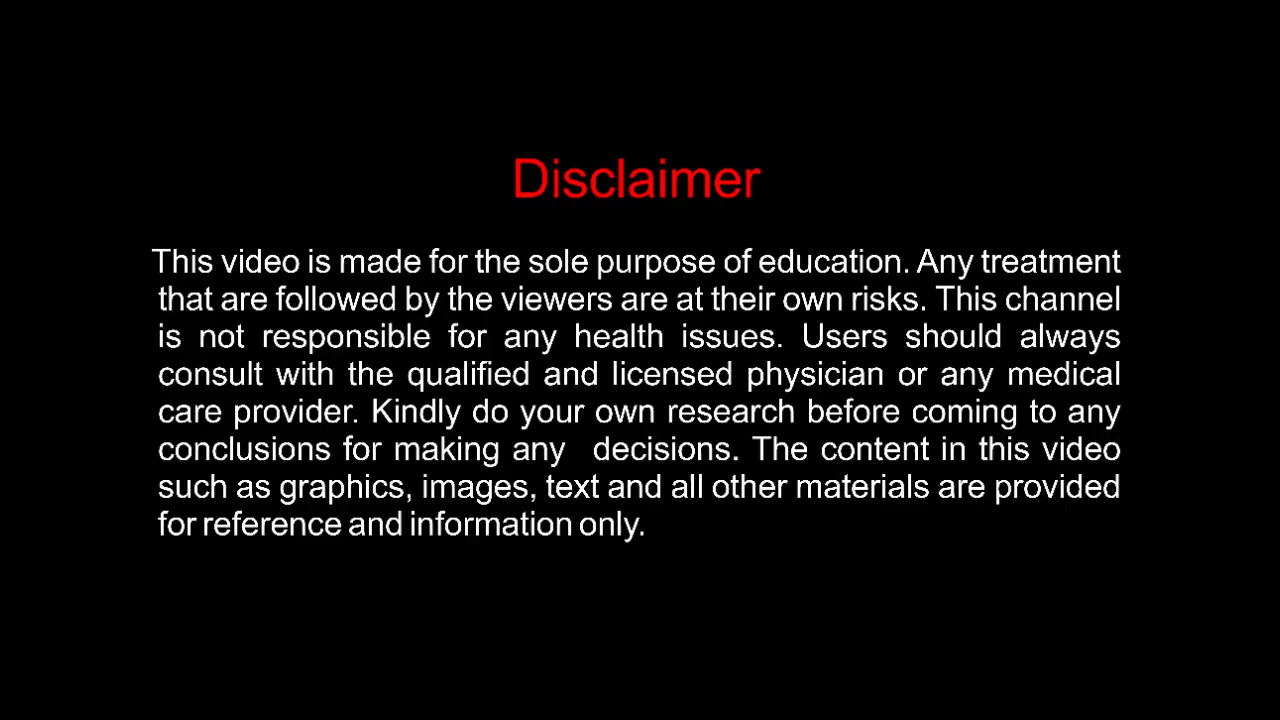 Disclaimer
This video is made for the sole purpose of education. Any treatment
that are followed by the viewers are at their own risks. This channel
is not responsible for any health issues. Users should always
consult with the qualified and licensed physician or any medical
care provider. Kindly do your own research before coming to any
conclusions for making any  decisions. The content in this video
such as graphics, images, text and all other materials are provided
for reference and information only.